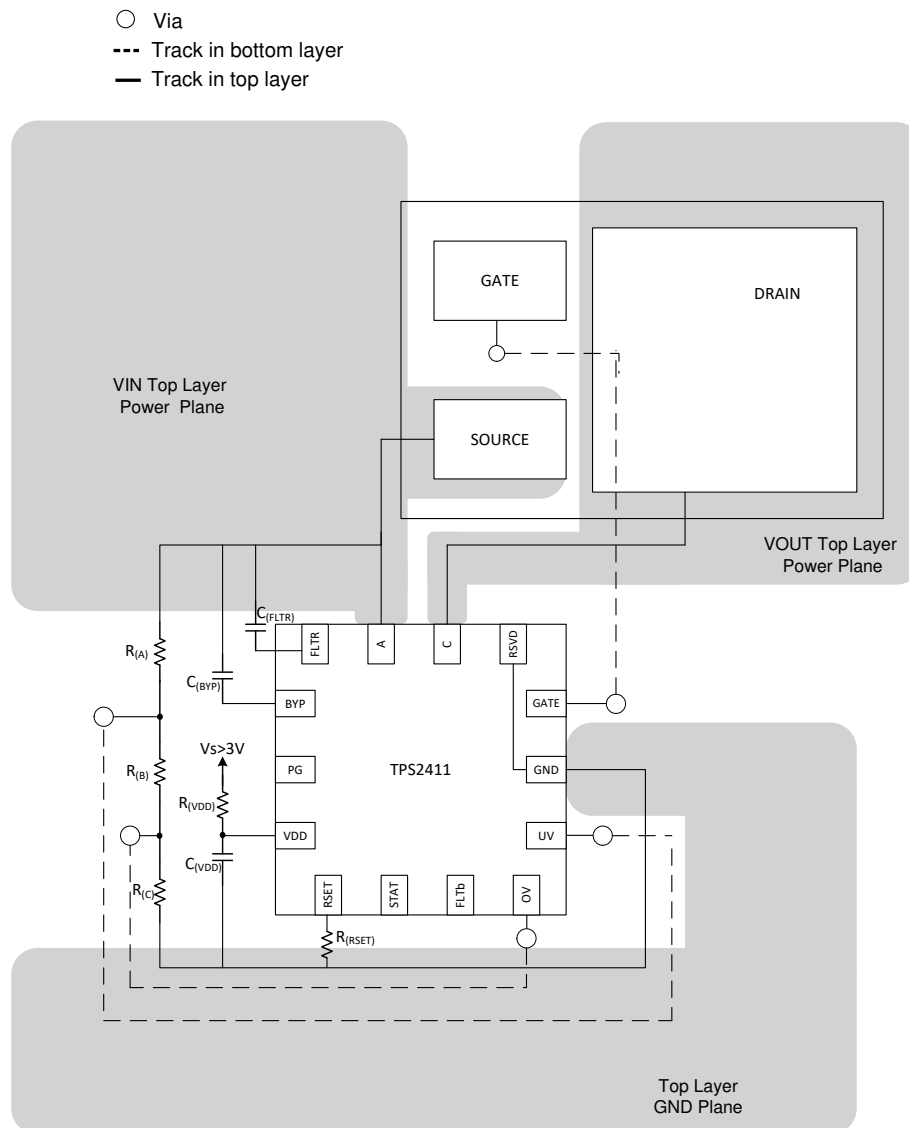 Via
Track in bottom layer
Track in top layer
GATE
DRAIN
VIN Top Layer
Power Plane
SOURCE
VOUT Top Layer
Power Plane
C(FLTR)
FLTR
A
C
RSVD
R(A)
C(BYP)
BYP
GATE
Vs>3V
PG
TPS2411
GND
R(B)
R(VDD)
VDD
UV
C(VDD)
R(C)
RSET
STAT
FLTb
OV
R(RSET)
Top Layer
GND Plane